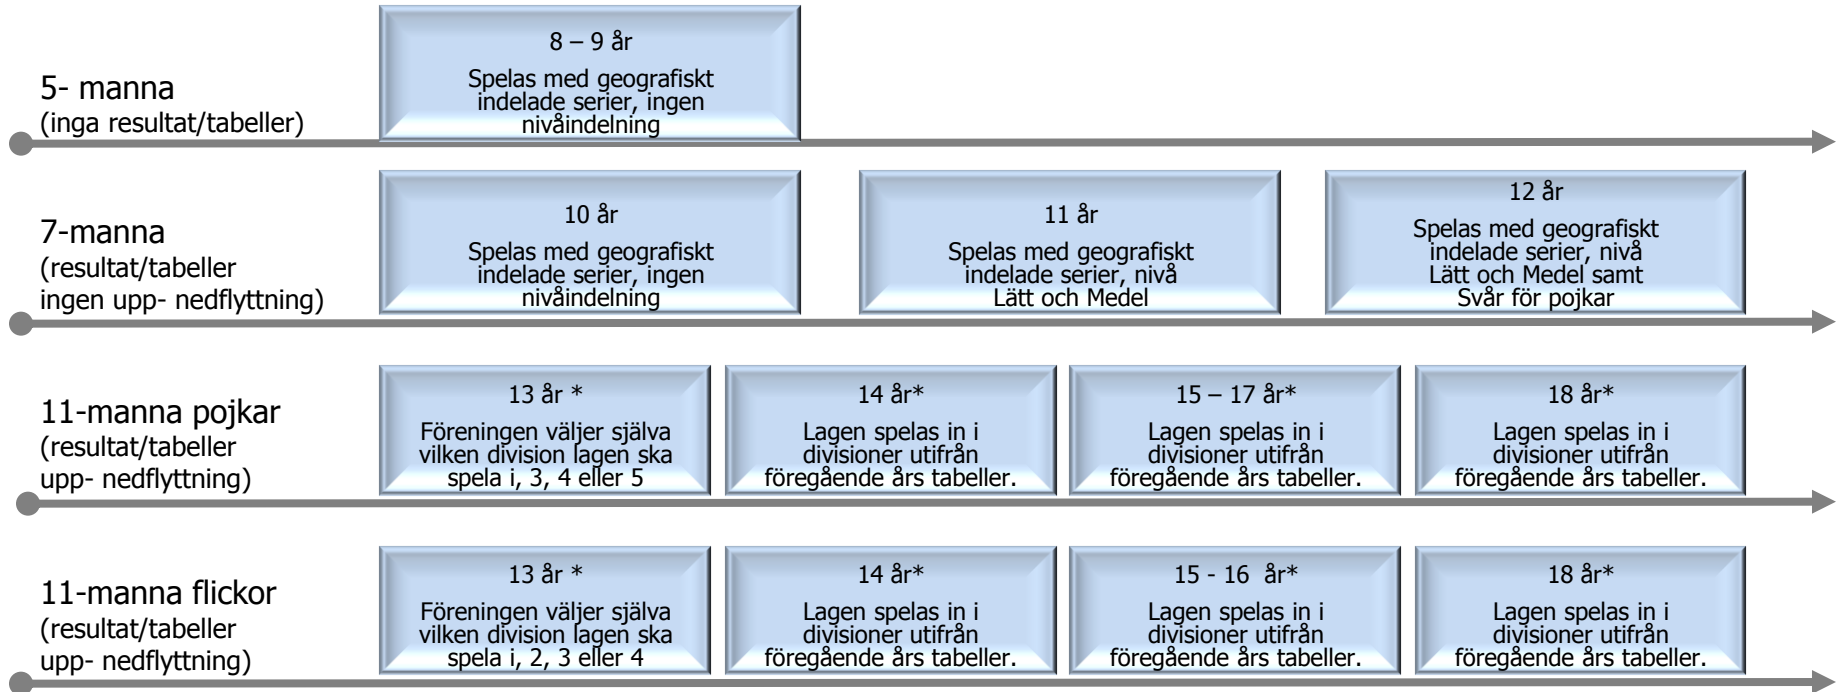 5- manna
(inga resultat/tabeller)
8 – 9 år
Spelas med geografiskt
indelade serier, ingen
nivåindelning
7-manna
(resultat/tabeller
ingen upp- nedflyttning)
10 år
Spelas med geografiskt
indelade serier, ingen
nivåindelning
11 år
Spelas med geografiskt
indelade serier, nivå
Lätt och Medel
12 år
Spelas med geografiskt
indelade serier, nivå
Lätt och Medel samt
Svår för pojkar
11-manna pojkar
(resultat/tabeller
upp- nedflyttning)
13 år *
Föreningen väljer själva
vilken division lagen ska
spela i, 3, 4 eller 5
14 år*
Lagen spelas in i
divisioner utifrån
föregående års tabeller.
15 – 17 år*
Lagen spelas in i
divisioner utifrån
föregående års tabeller.
18 år*
Lagen spelas in i
divisioner utifrån
föregående års tabeller.
11-manna flickor
(resultat/tabeller
upp- nedflyttning)
13 år *
Föreningen väljer själva
vilken division lagen ska
spela i, 2, 3 eller 4
14 år*
Lagen spelas in i
divisioner utifrån
föregående års tabeller.
15 - 16  år*
Lagen spelas in i
divisioner utifrån
föregående års tabeller.
18 år*
Lagen spelas in i
divisioner utifrån
föregående års tabeller.